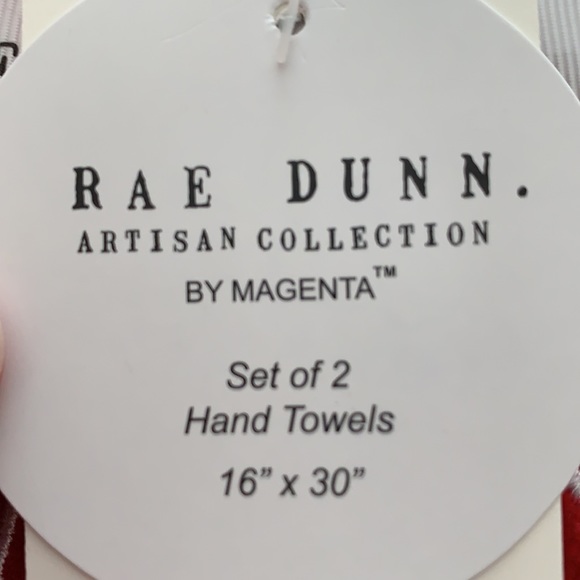 RAE DUNN.
ARTISAN COLLECTION
BY MAGENTA™
Set of 2
Hand Towels
16” x 30”